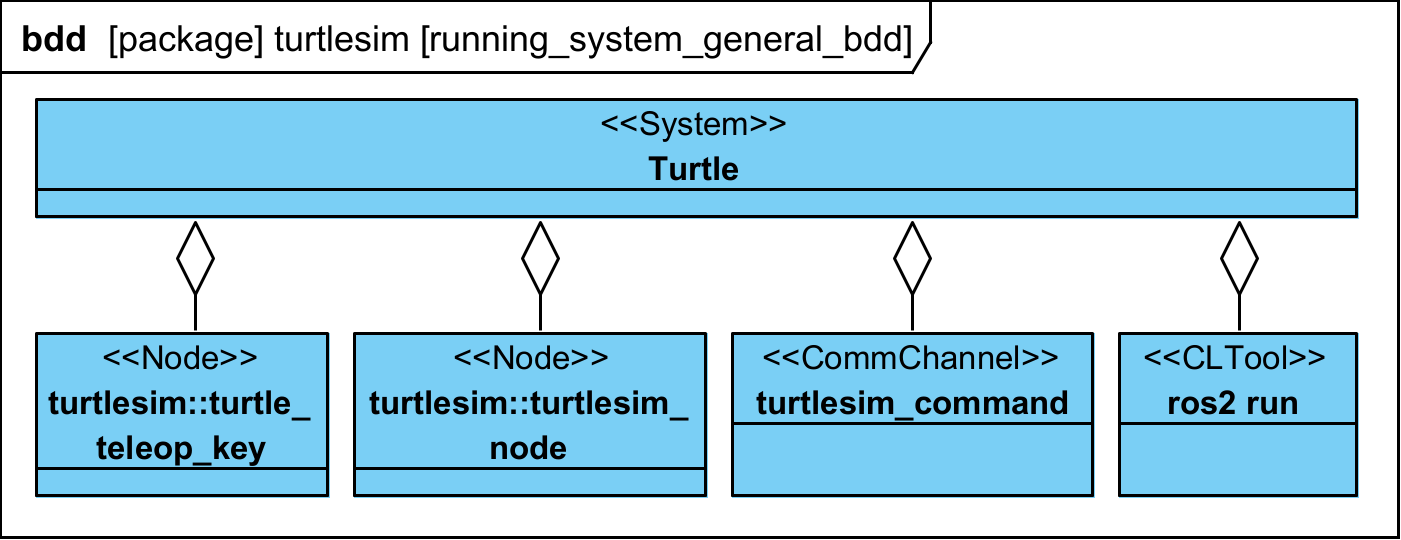 bdd [package] turtlesim [running_system_general_bdd]
<<System>>
Turtle
<<Node>>
turtlesim::turtle_
teleop_key
<<Node>>
turtlesim::turtlesim_
node
<<CommChannel>>
turtlesim_command
<<CLTool>>
ros2 run